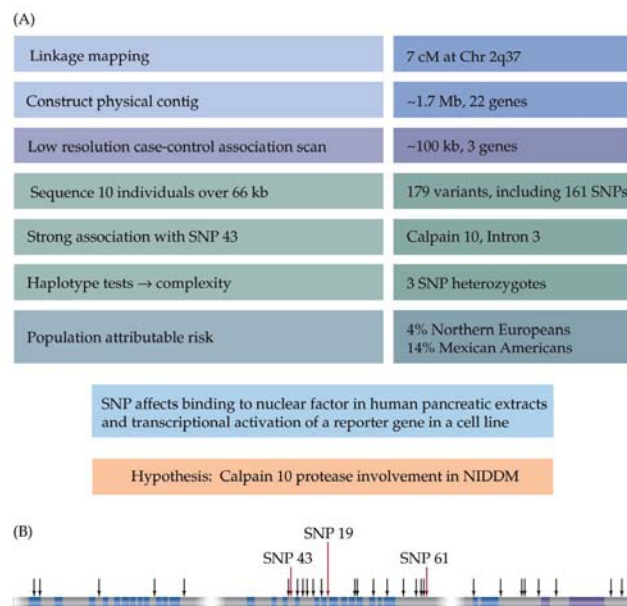 (A)
Linkage mapping
7 cM at Chr 2q37
Construct physical contig
~1.7 Mb, 22 genes
Low resolution case-control association scan
~100 kb, 3 genes
Sequence 10 individuals over 66 kb
179 variants, including 161 SNPs
Strong association with SNP 43
Calpain 10, Intron 3
Haplotype tests → complexity
3 SNP heterozygotes
Population attributable risk
4% Northern Europeans
14% Mexican Americans
SNP affects binding to nuclear factor in human pancreatic extracts
and transcriptional activation of a reporter gene in a cell line
Hypothesis: Calpain 10 protease involvement in NIDDM
(B)
SNP 19
SNP 43
SNP 61